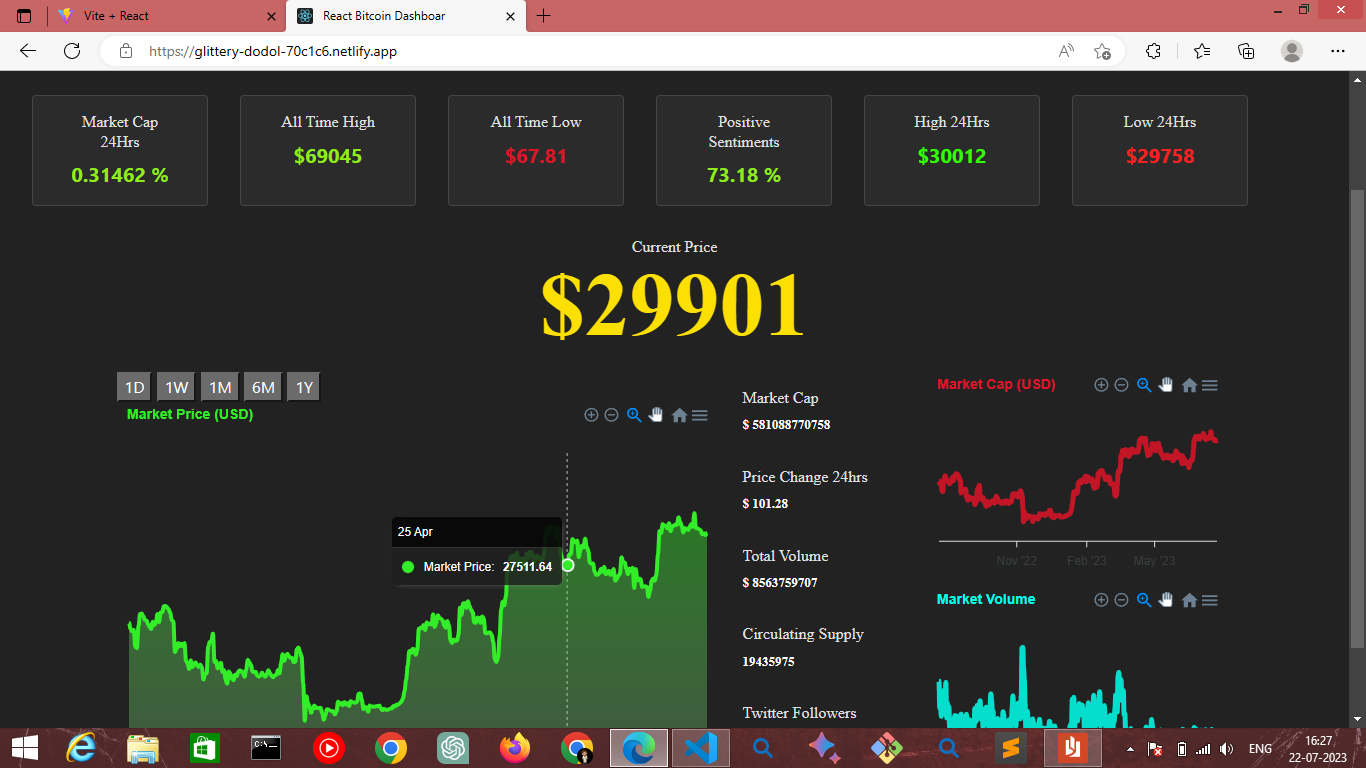 Vite + React
React Bitcoin Dashboar
https://glittery-dodol-70c1c6.netlify.app
Market Cap
24Hrs
0.31462 %
All Time High
$69045
All Time Low
$67.81
Positive
Sentiments
73.18 %
High 24Hrs
$30012
Low 24Hrs
$29758
Current Price
$29901
1D 1W 1M 6M 1Y
Market Price (USD)
25 Apr
Market Price: 27511.64
Market Cap
$ 581088770758
Price Change 24hrs
$ 101.28
Total Volume
$ 8563759707
Circulating Supply
19435975
Twitter Followers
Market Cap (USD)
Nov '22 Feb '23 May '23
Market Volume
ENG
16:27
22-07-2023